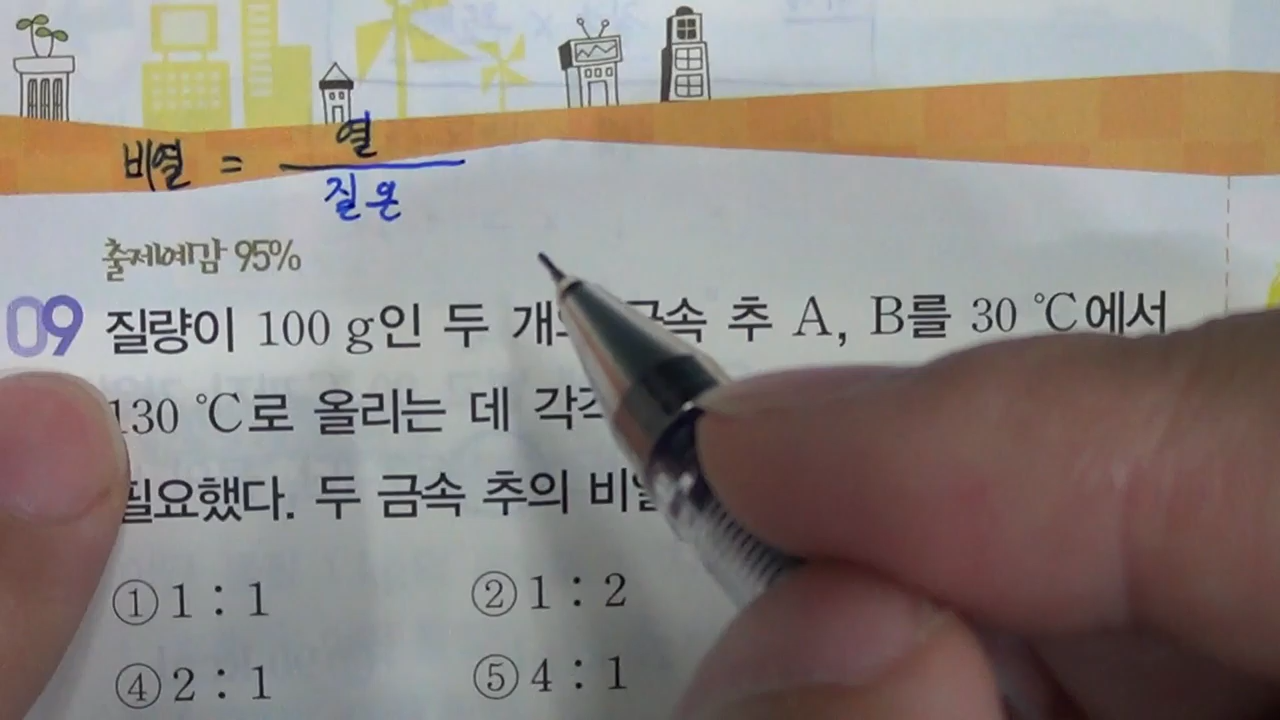 비열 = 열
질온
출제예감 95%
09 질량이 100 g인 두 개의 금속 추 A, B를 30 ℃에서
130 ℃로 올리는 데 각각
필요했다. 두 금속 추의 비열
① 1 : 1 ② 1 : 2
④ 2 : 1 ⑤ 4 : 1